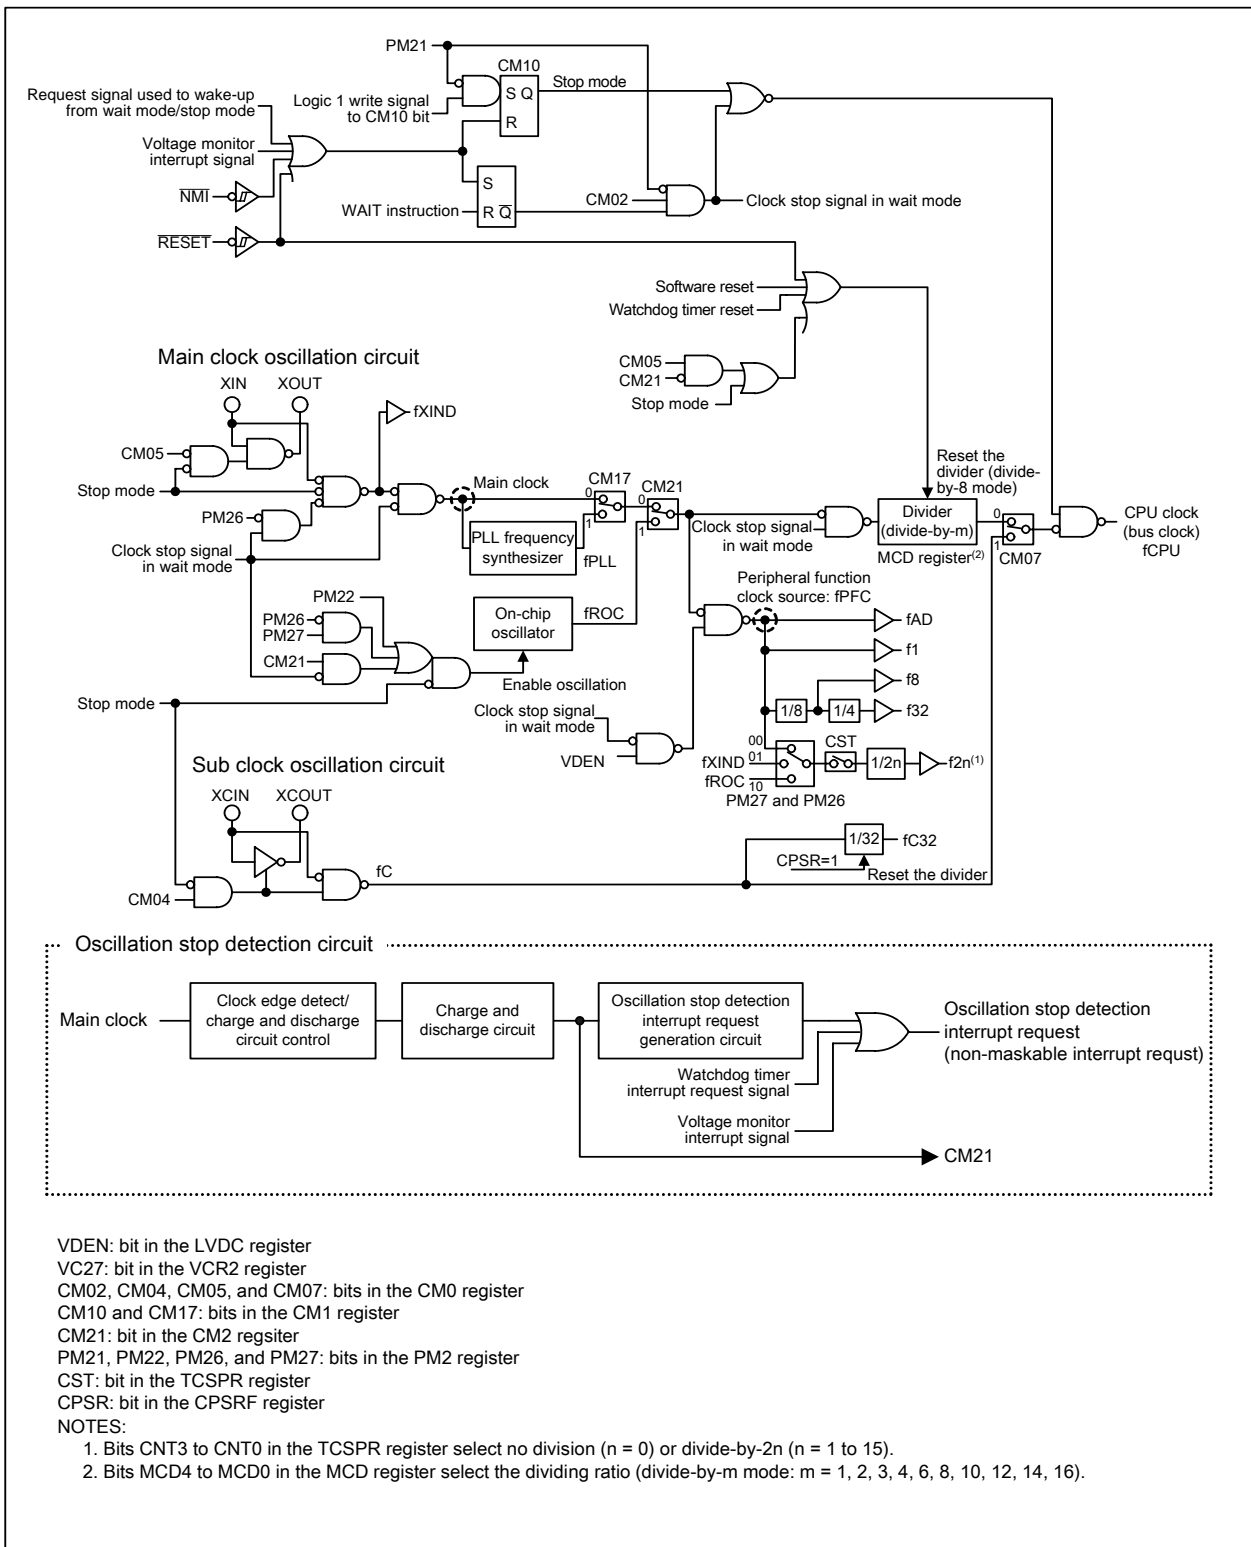 PM21
CM10
Stop mode
S Q
R
Request signal used to wake-up
from wait mode/stop mode
Logic 1 write signal
to CM10 bit
Voltage monitor
interrupt signal
NMI
S
R Q
WAIT instruction
CM02
Clock stop signal in wait mode
RESET
Software reset
Watchdog timer reset
CM05
CM21
Stop mode
Main clock oscillation circuit
XIN
XOUT
fXIND
CM05
Stop mode
PM26
Clock stop signal
in wait mode
Main clock
CM17
0
1
PLL frequency
synthesizer
fPLL
CM21
0
1
Clock stop signal
in wait mode
Reset the
divider (divide-
by-8 mode)
Divider
(divide-by-m)
MCD register(2)
0
1
CM07
CPU clock
(bus clock)
fCPU
PM22
PM26
PM27
CM21
On-chip
oscillator
fROC
Enable oscillation
Stop mode
Peripheral function
clock source: fPFC
fAD
f1
f8
1/8
1/4
f32
Clock stop signal
in wait mode
VDEN
00
01
10
fXIND
fROC
PM27 and PM26
CST
1/2n
f2n(1)
Sub clock oscillation circuit
XCIN
XCOUT
CM04
fC
1/32
fC32
CPSR=1
Reset the divider
Oscillation stop detection circuit
Main clock
Clock edge detect/
charge and discharge
circuit control
Charge and
discharge circuit
Oscillation stop detection
interrupt request
generation circuit
Watchdog timer
interrupt request signal
Voltage monitor
interrupt signal
Oscillation stop detection
interrupt request
(non-maskable interrupt requst)
CM21
VDEN: bit in the LVDC register
VC27: bit in the VCR2 register
CM02, CM04, CM05, and CM07: bits in the CM0 register
CM10 and CM17: bits in the CM1 register
CM21: bit in the CM2 regsiter
PM21, PM22, PM26, and PM27: bits in the PM2 register
CST: bit in the TCSPR register
CPSR: bit in the CPSRF register
NOTES:
1. Bits CNT3 to CNT0 in the TCSPR register select no division (n = 0) or divide-by-2n (n = 1 to 15).
2. Bits MCD4 to MCD0 in the MCD register select the dividing ratio (divide-by-m mode: m = 1, 2, 3, 4, 6, 8, 10, 12, 14, 16).